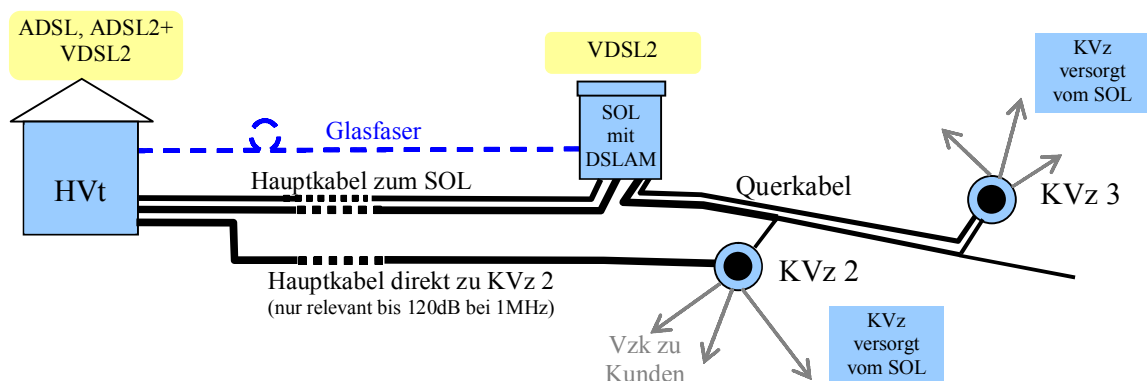 ADSL, ADSL2+
VDSL2
VDSL2
KVz
versorgt
vom SOL
SOL
mit
DSLAM
Glasfaser
HVt
Hauptkabel zum SOL
Querkabel
KVz 3
Hauptkabel direkt zu KVz 2
(nur relevant bis 120dB bei 1MHz)
KVz 2
Vzk zu
Kunden
KVz
versorgt
vom SOL